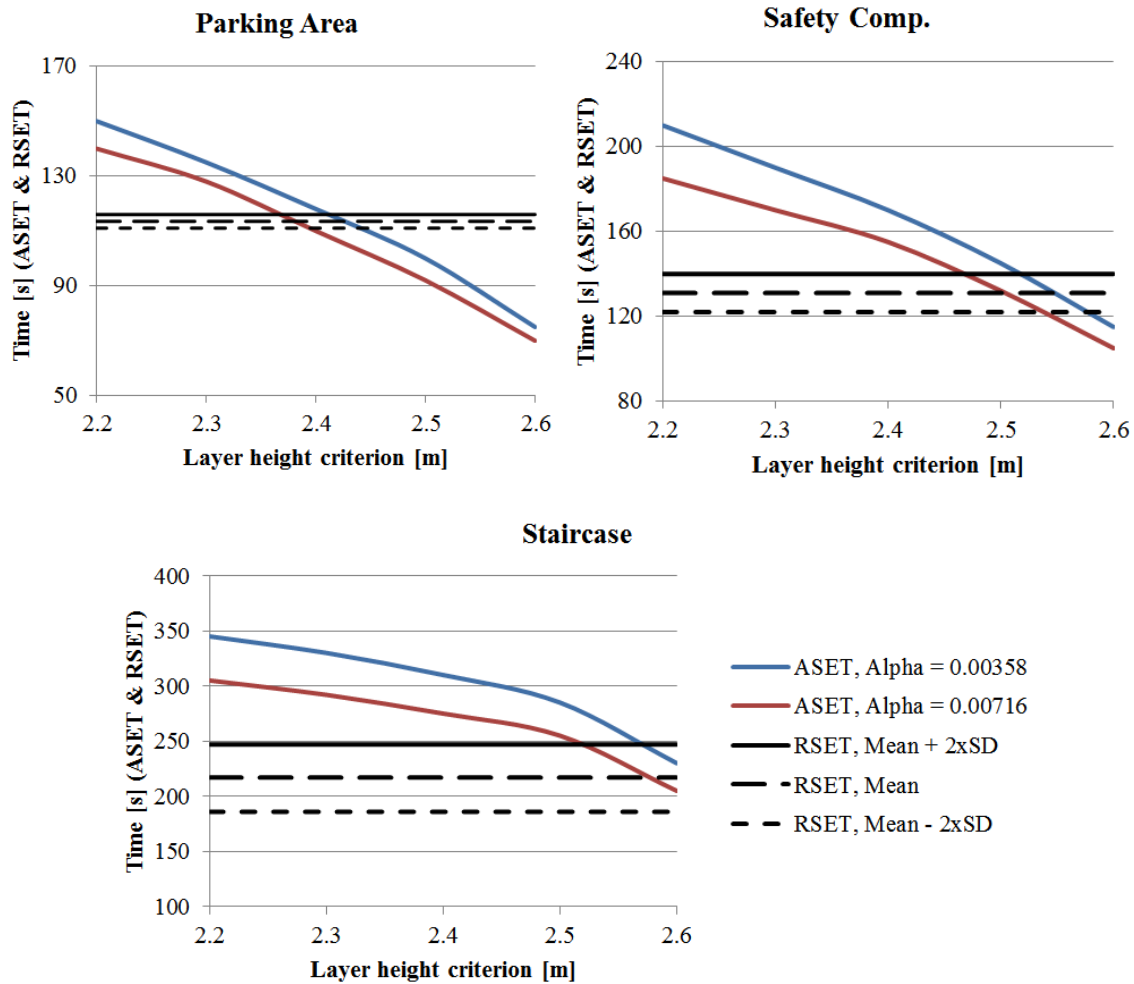 Parking Area
Time [s] (ASET & RSET)
170
130
90
50
2.2 2.3 2.4 2.5 2.6
Layer height criterion [m]
Safety Comp.
Time [s] (ASET & RSET)
240
200
160
120
80
2.2 2.3 2.4 2.5 2.6
Layer height criterion [m]
Staircase
Time [s] (ASET & RSET)
400
350
300
250
200
150
100
2.2 2.3 2.4 2.5 2.6
Layer height criterion [m]
ASET, Alpha = 0.00358
ASET, Alpha = 0.00716
RSET, Mean + 2xSD
RSET, Mean
RSET, Mean - 2xSD